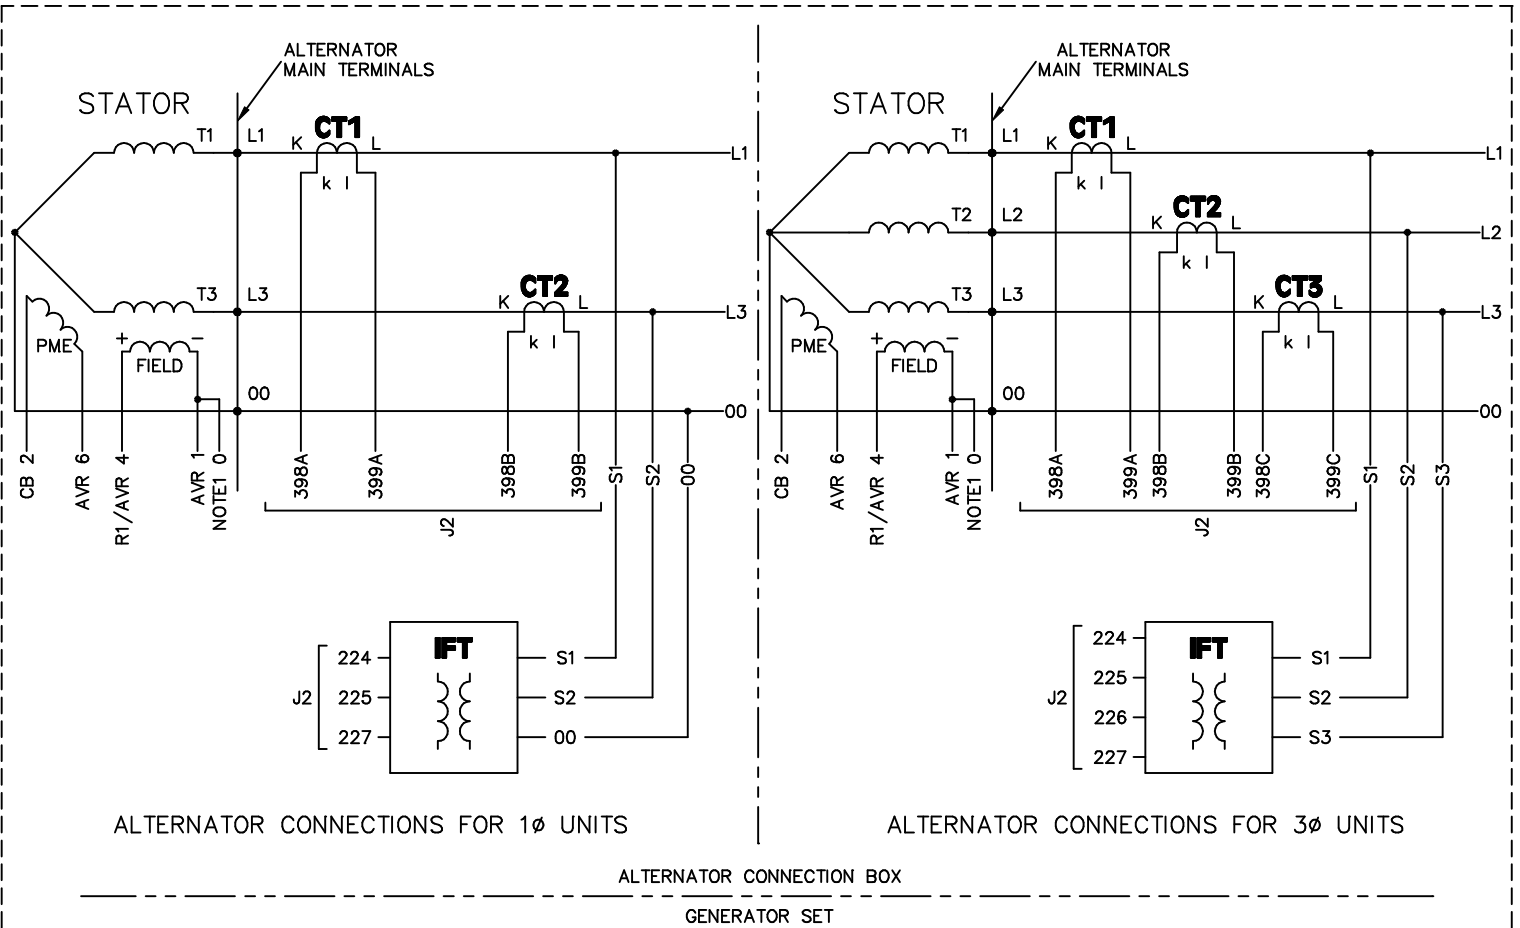 ALTERNATOR
MAIN TERMINALS
STATOR
T1
L1
K
CT1
L
L1
k l
T3
L3
K
CT2
L
L3
k l
PME
+
-
FIELD
00
00
CB 2
AVR 6
R1/AVR 4
AVR 1
NOTE1 0
398A
399A
398B
399B
S1
S2
00
J2
IFT
J2
224
225
227
S1
S2
00
ALTERNATOR CONNECTIONS FOR 1ø UNITS
ALTERNATOR
MAIN TERMINALS
STATOR
T1
L1
K
CT1
L
L1
k l
T2
L2
K
CT2
L
L2
k l
T3
L3
K
CT3
L
L3
k l
PME
+
-
FIELD
00
00
CB 2
AVR 6
R1/AVR 4
AVR 1
NOTE1 0
398A
399A
398B
399B
398C
399C
S1
S2
S3
J2
IFT
J2
224
225
226
227
S1
S2
S3
ALTERNATOR CONNECTIONS FOR 3ø UNITS
ALTERNATOR CONNECTION BOX
GENERATOR SET